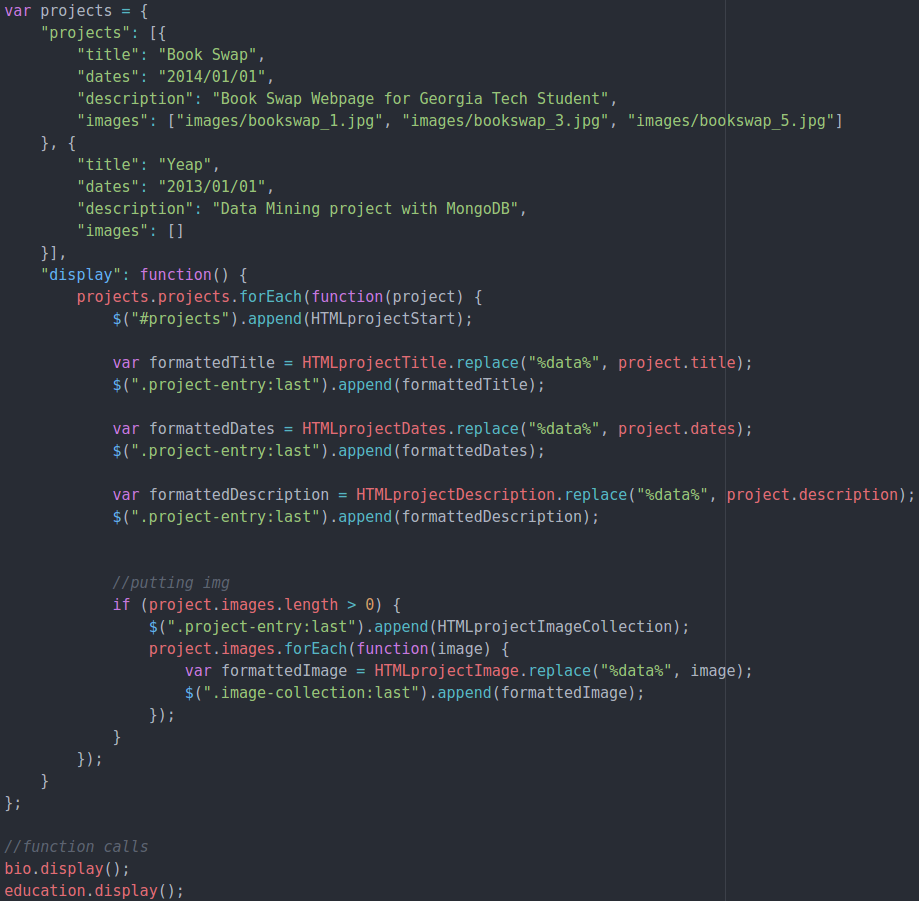 var projects = {
    "projects": [{
        "title": "Book Swap",
        "dates": "2014/01/01",
        "description": "Book Swap Webpage for Georgia Tech Student",
        "images": ["images/bookswap_1.jpg", "images/bookswap_3.jpg", "images/bookswap_5.jpg"]
    }, {
        "title": "Yeap",
        "dates": "2013/01/01",
        "description": "Data Mining project with MongoDB",
        "images": []
    }],
    "display": function() {
        projects.projects.forEach(function(project) {
            $("#projects").append(HTMLprojectStart);

            var formattedTitle = HTMLprojectTitle.replace("%data%", project.title);
            $(".project-entry:last").append(formattedTitle);

            var formattedDates = HTMLprojectDates.replace("%data%", project.dates);
            $(".project-entry:last").append(formattedDates);

            var formattedDescription = HTMLprojectDescription.replace("%data%", project.description);
            $(".project-entry:last").append(formattedDescription);


            //putting img
            if (project.images.length > 0) {
                $(".project-entry:last").append(HTMLprojectImageCollection);
                project.images.forEach(function(image) {
                    var formattedImage = HTMLprojectImage.replace("%data%", image);
                    $(".image-collection:last").append(formattedImage);
                });
            }
        });
    }
};

//function calls
bio.display();
education.display();